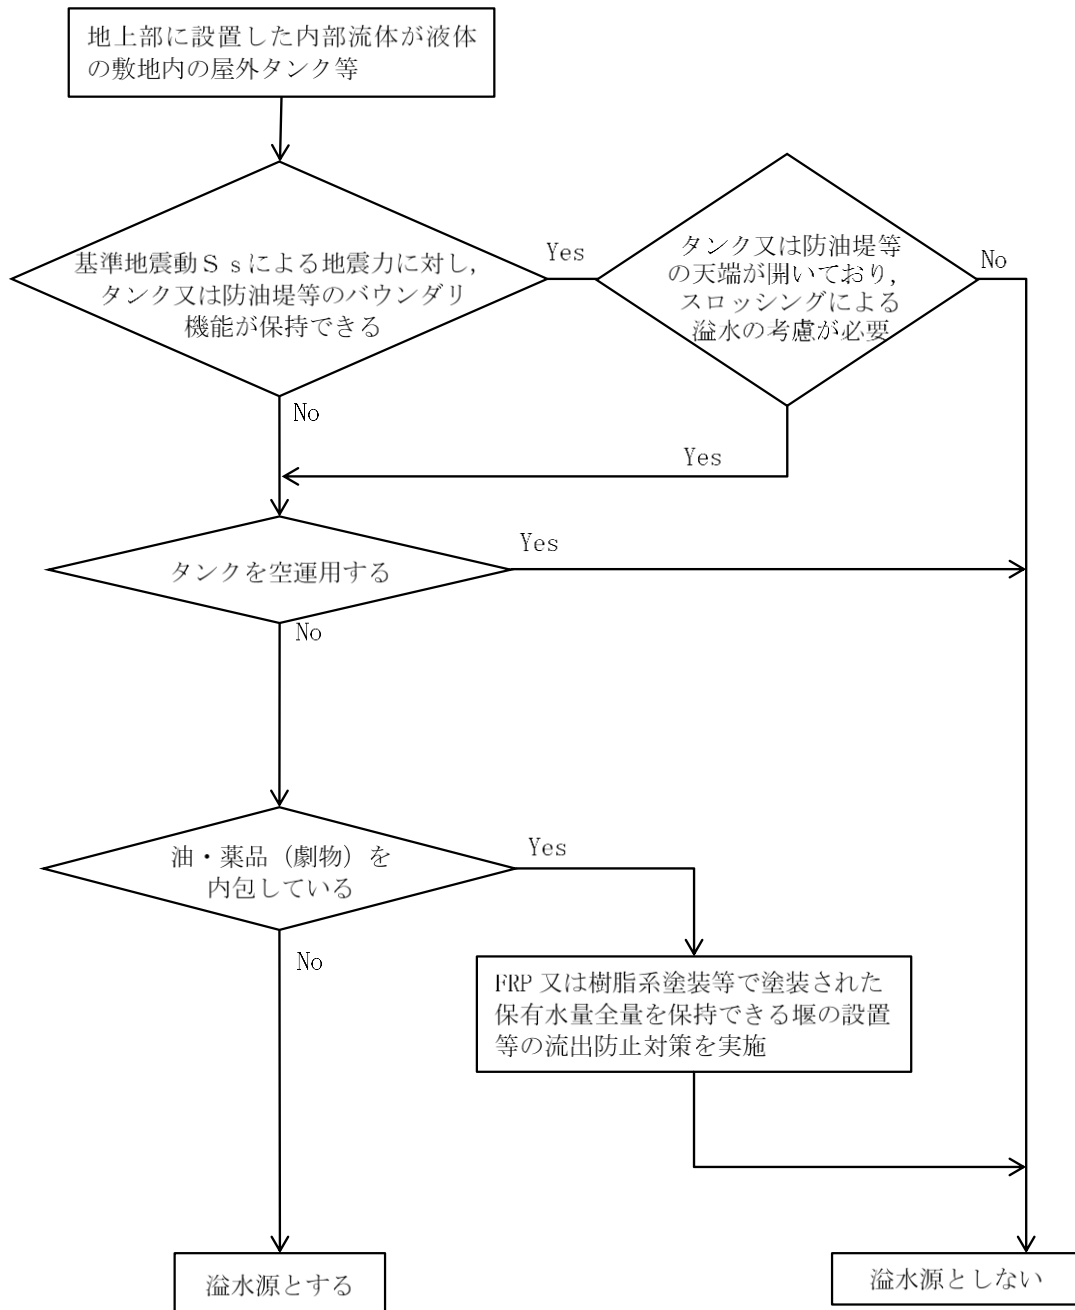 地上部に設置した内部流体が液体
の敷地内の屋外タンク等
基準地震動Ｓｓによる地震力に対し,
タンク又は防油堤等のバウンダリ
機能が保持できる
Yes
タンク又は防油堤等
の天端が開いており,
スロッシングによる
溢水の考慮が必要
No
No
Yes
タンクを空運用する
Yes
No
油・薬品（劇物）を
内包している
Yes
No
FRP 又は樹脂系塗装等で塗装された
保有水量全量を保持できる堰の設置
等の流出防止対策を実施
溢水源とする
溢水源としない